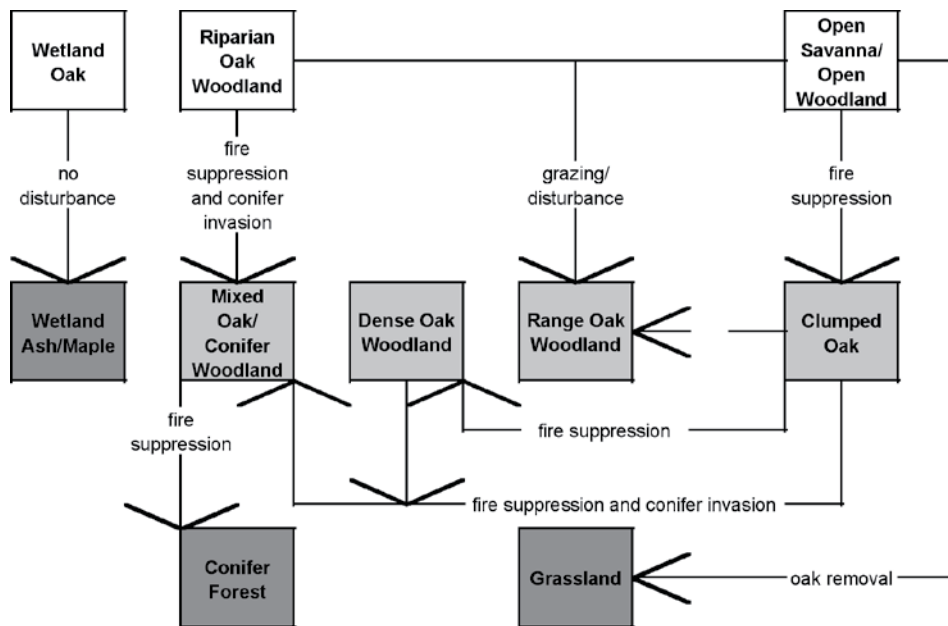 Wetland
Oak
Riparian
Oak
Woodland
Open
Savanna/
Open
Woodland
no
disturbance
fire
suppression
and conifer
invasion
grazing/
disturbance
fire
suppression
Wetland
Ash/Maple
Mixed
Oak/
Conifer
Woodland
Dense Oak
Woodland
Range Oak
Woodland
Clumped
Oak
fire
suppression
fire suppression
fire suppression and conifer invasion
Conifer
Forest
Grassland
oak removal